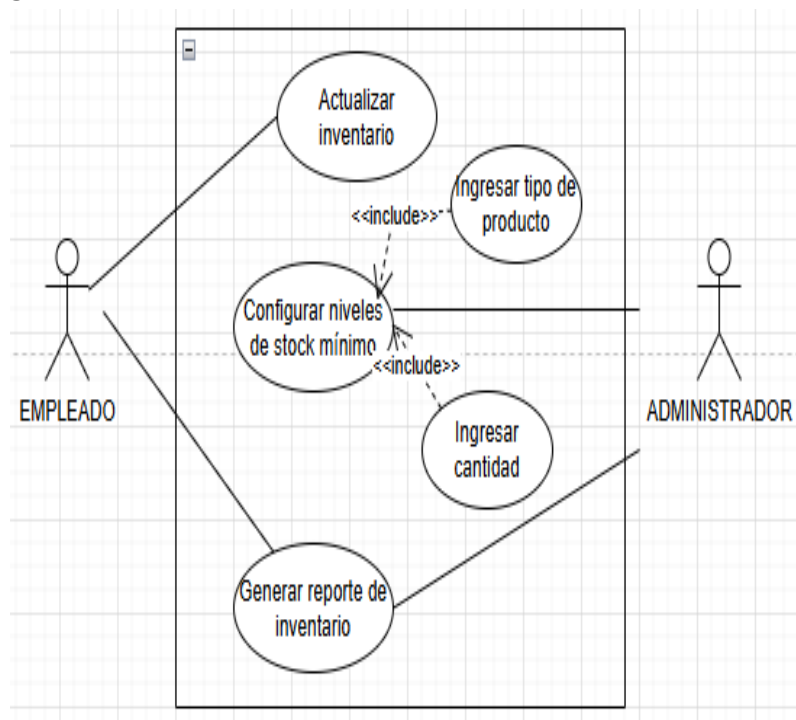 Actualizar
inventario
Ingresar tipo de
producto
<<include>>
Configurar niveles
de stock mínimo
<<include>>
EMPLEADO
ADMINISTRADOR
Ingresar
cantidad
Generar reporte de
inventario